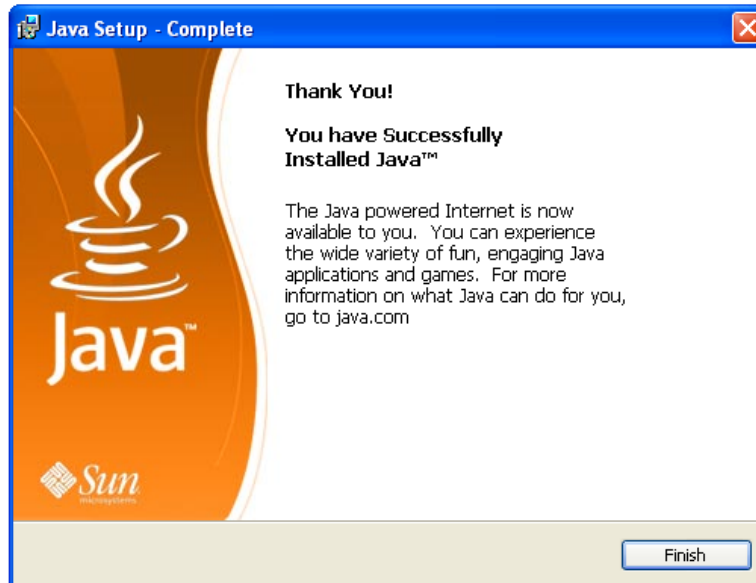 Java Setup - Complete
Thank You!
You have Successfully
Installed Java™
The Java powered Internet is now
available to you. You can experience
the wide variety of fun, engaging Java
applications and games. For more
information on what Java can do for you,
go to java.com
Java™
Sun
microsystems
Finish